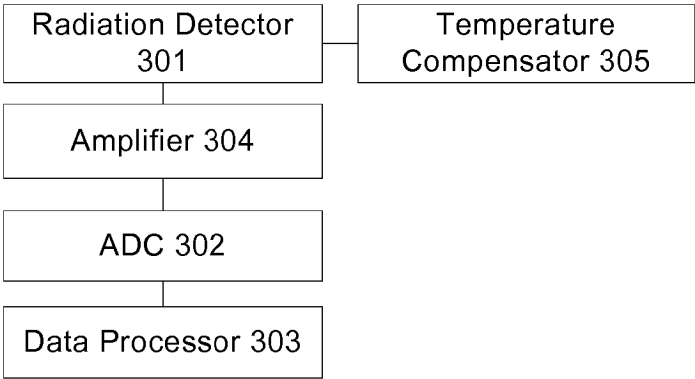 Radiation Detector
301
Temperature
Compensator 305
Amplifier 304
ADC 302
Data Processor 303